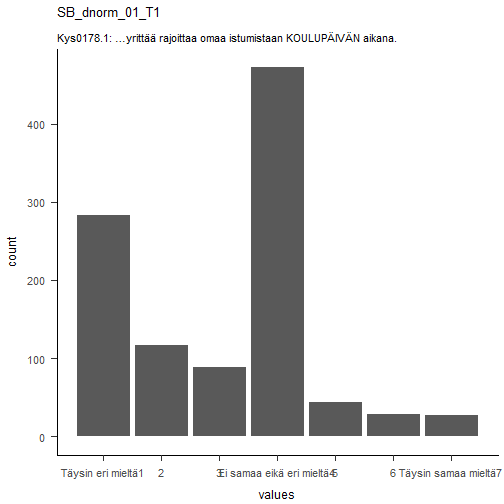 SB_dnorm_01_T1
Kys0178.1: …yrittää rajoittaa omaa istumistaan KOULUPÄIVÄN aikana.
count
400
300
200
100
0
Täysin eri mieltä1 2 3 Ei samaa eikä eri mieltä4 5 6 Täysin samaa mieltä7
values